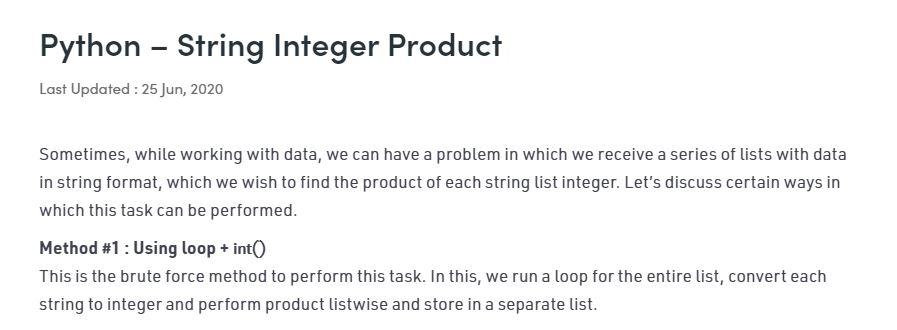 Python – String Integer Product
Last Updated : 25 Jun, 2020
Sometimes, while working with data, we can have a problem in which we receive a series of lists with data
in string format, which we wish to find the product of each string list integer. Let’s discuss certain ways in
which this task can be performed.
Method #1 : Using loop + int()
This is the brute force method to perform this task. In this, we run a loop for the entire list, convert each
string to integer and perform product listwise and store in a separate list.